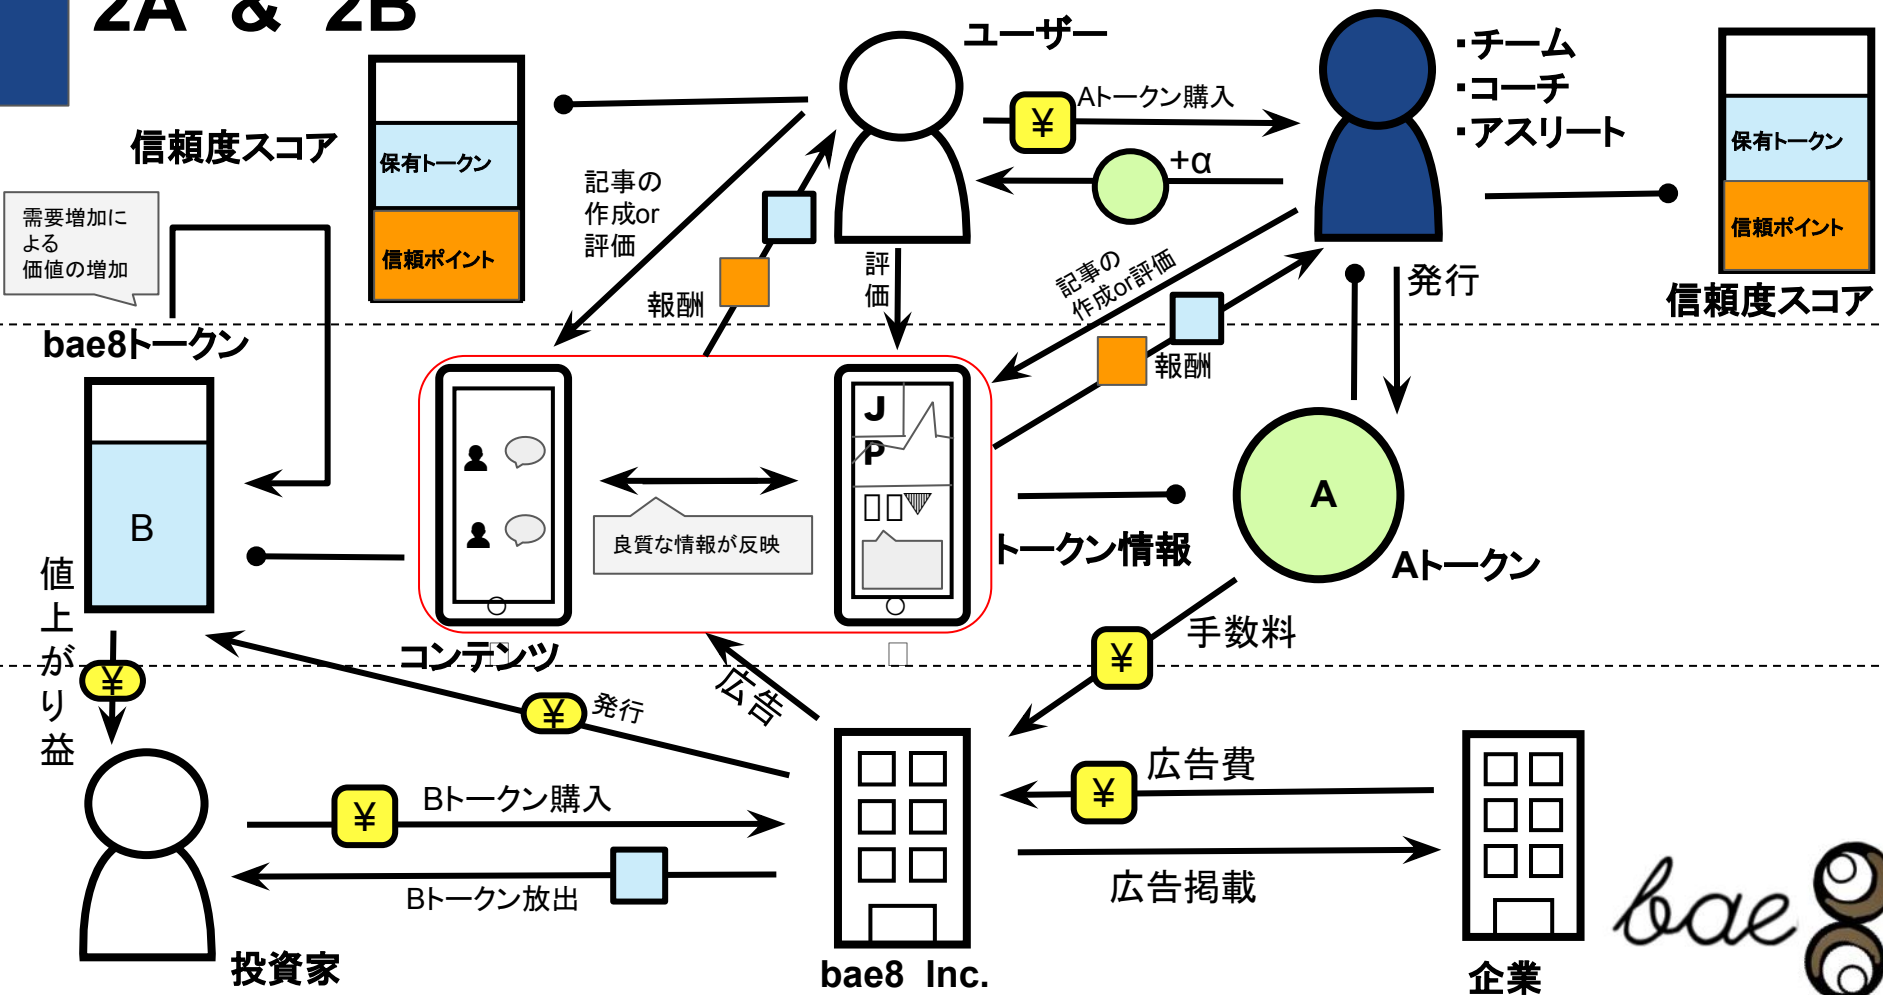 2A & 2B
ユーザー
・チーム
・コーチ
・アスリート
Aトークン購入
¥
+α
信頼度スコア
保有トークン
信頼ポイント
保有トークン
信頼ポイント
信頼度スコア
記事の
作成or
評価
報酬
評
価
記事の
作成or評価
報酬
発行
需要増加に
よる
価値の増加
bae8トークン
B
J
P
良質な情報が反映
トークン情報
A
Aトークン
コンテンツ
手数料
¥
値
上
が
り
益
¥
¥
発行
広告
¥
Bトークン購入
Bトークン放出
投資家
bae8 Inc.
広告費
¥
広告掲載
企業
bae8